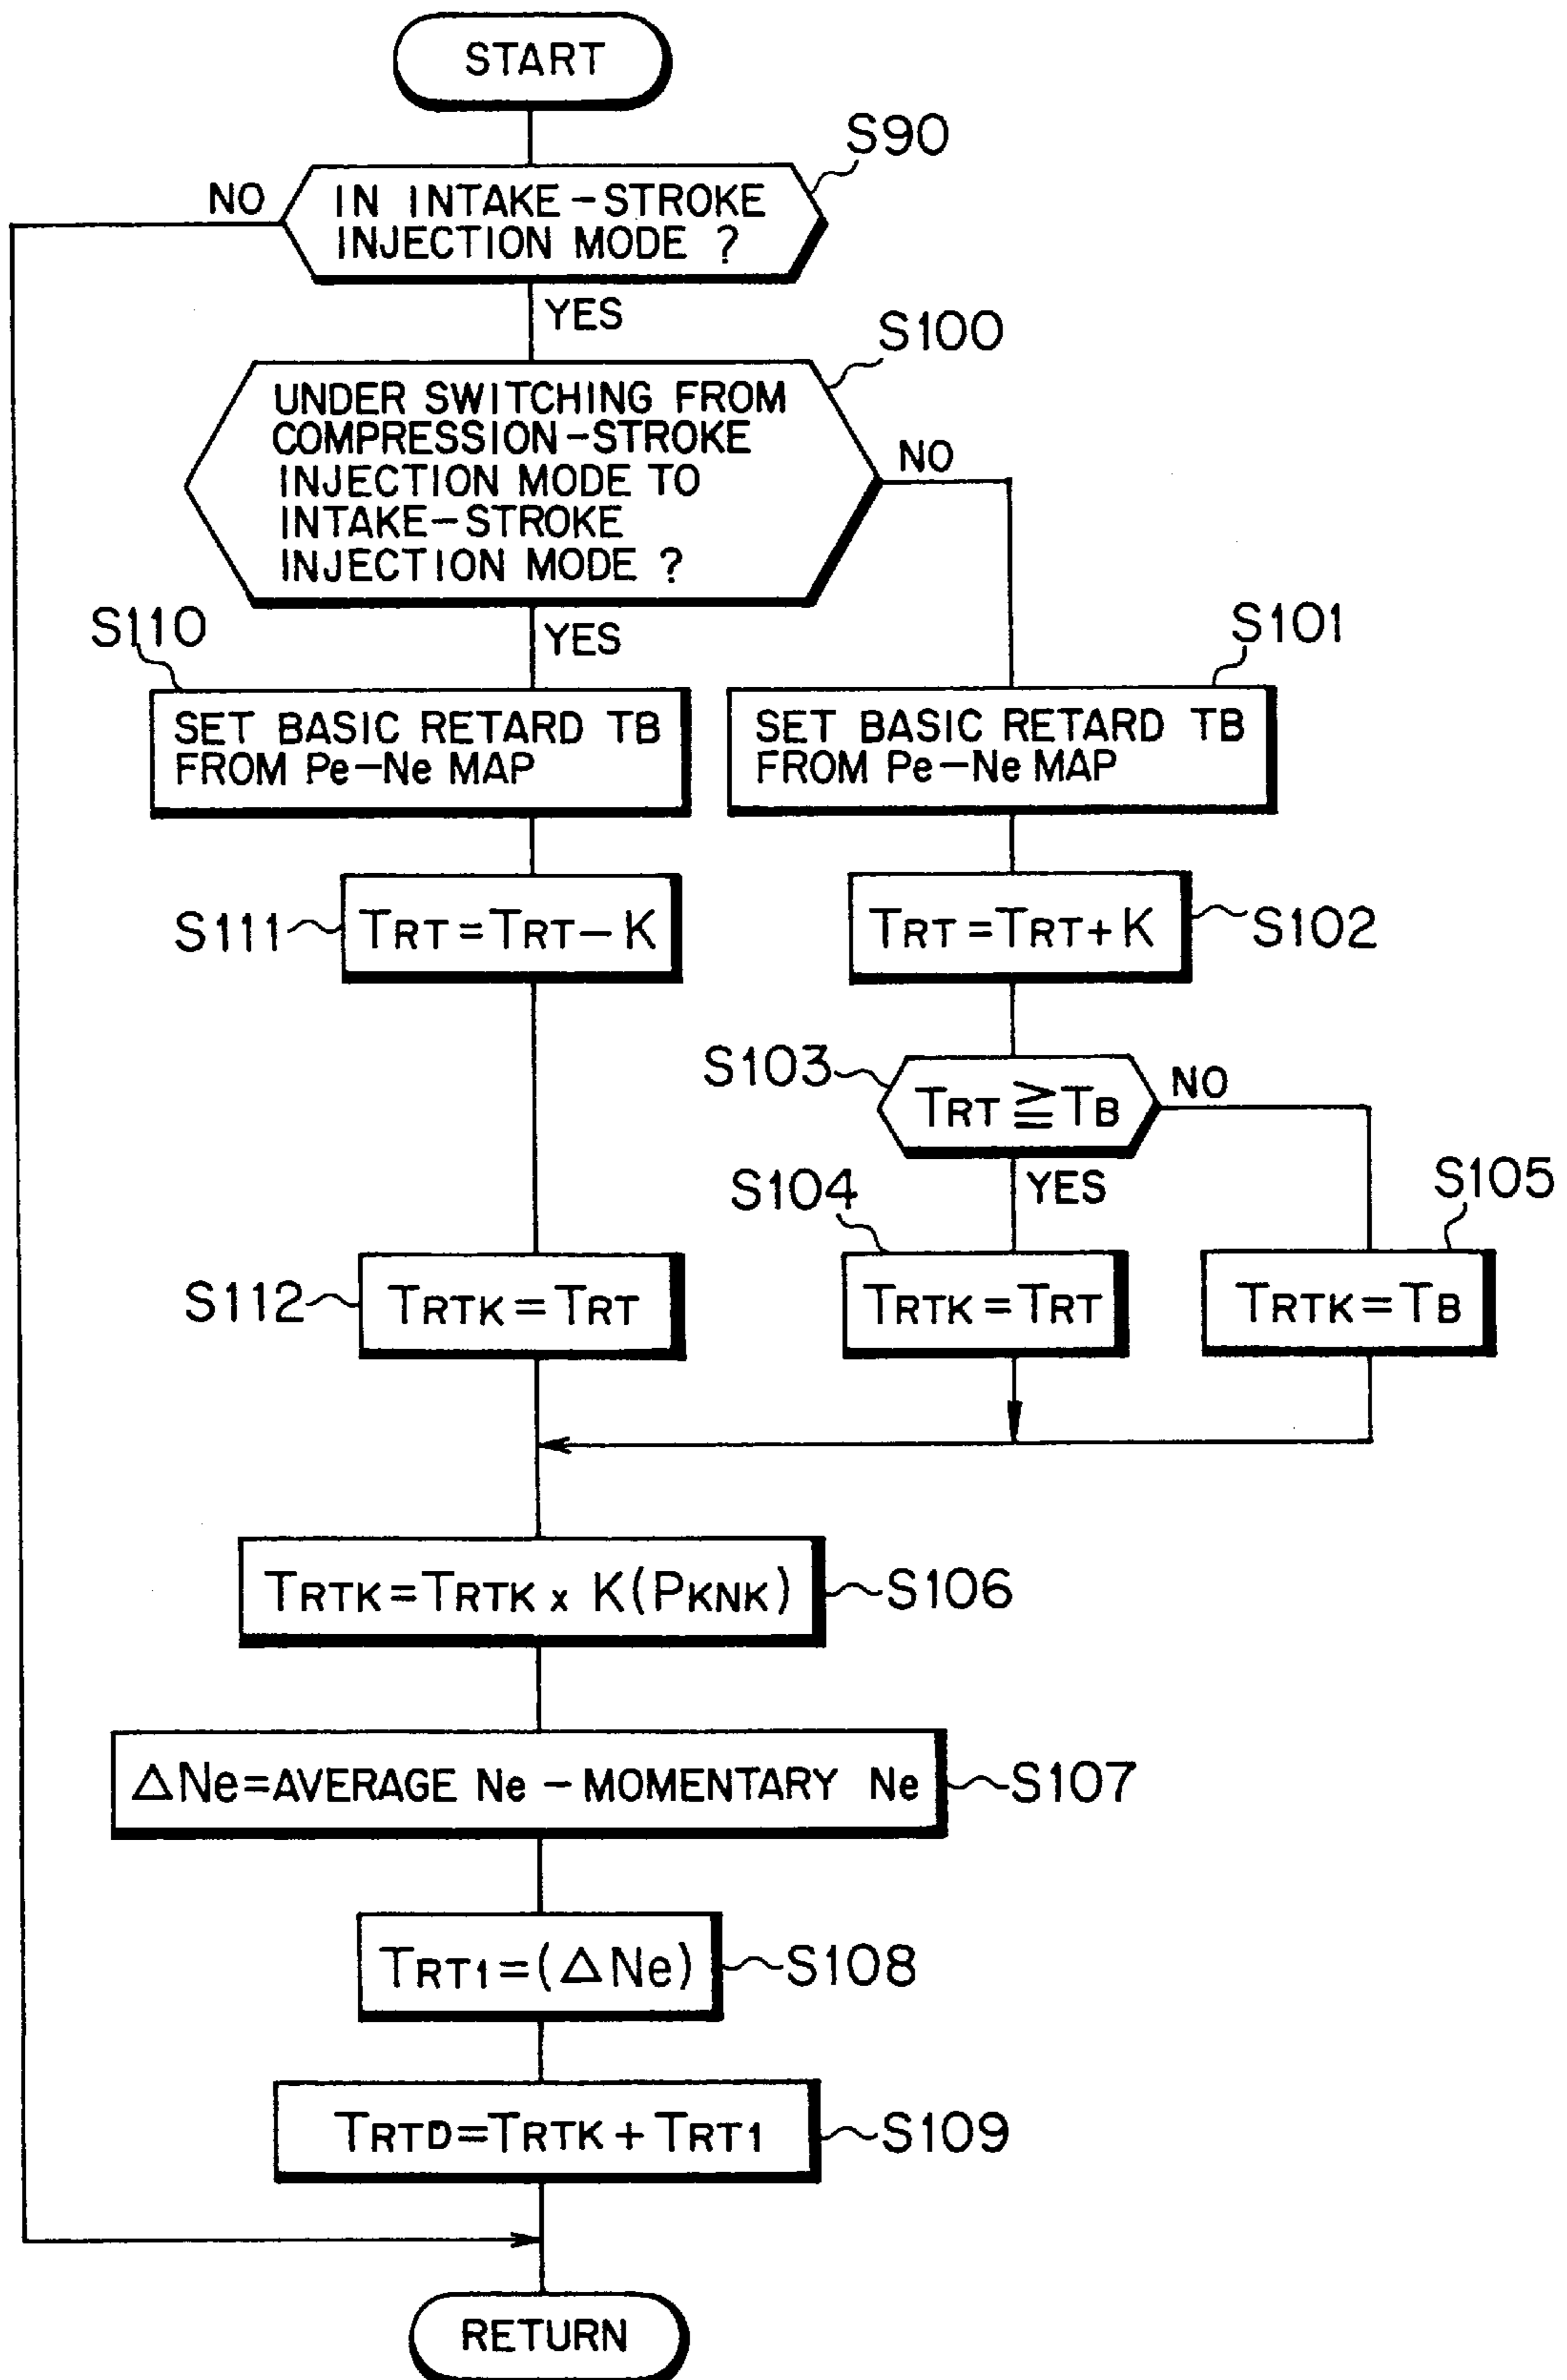 START
S90
NO
IN INTAKE-STROKE
INJECTION MODE ?
YES
S100
UNDER SWITCHING FROM
COMPRESSION-STROKE
INJECTION MODE TO
INTAKE-STROKE
INJECTION MODE ?
NO
YES
S110
SET BASIC RETARD TB
FROM Pe-Ne MAP
S101
SET BASIC RETARD TB
FROM Pe-Ne MAP
S111
TRT=TRT-K
TRT=TRT+K
S102
S103
TRT≧TB
NO
YES
S104
S105
S112
TRTK=TRT
TRTK=TRT
TRTK=TB
TRTK=TRTK x K(PKNK)
S106
△Ne=AVERAGE Ne-MOMENTARY Ne
S107
TRT1=(△Ne)
S108
TRTD=TRTK+TRT1
S109
RETURN